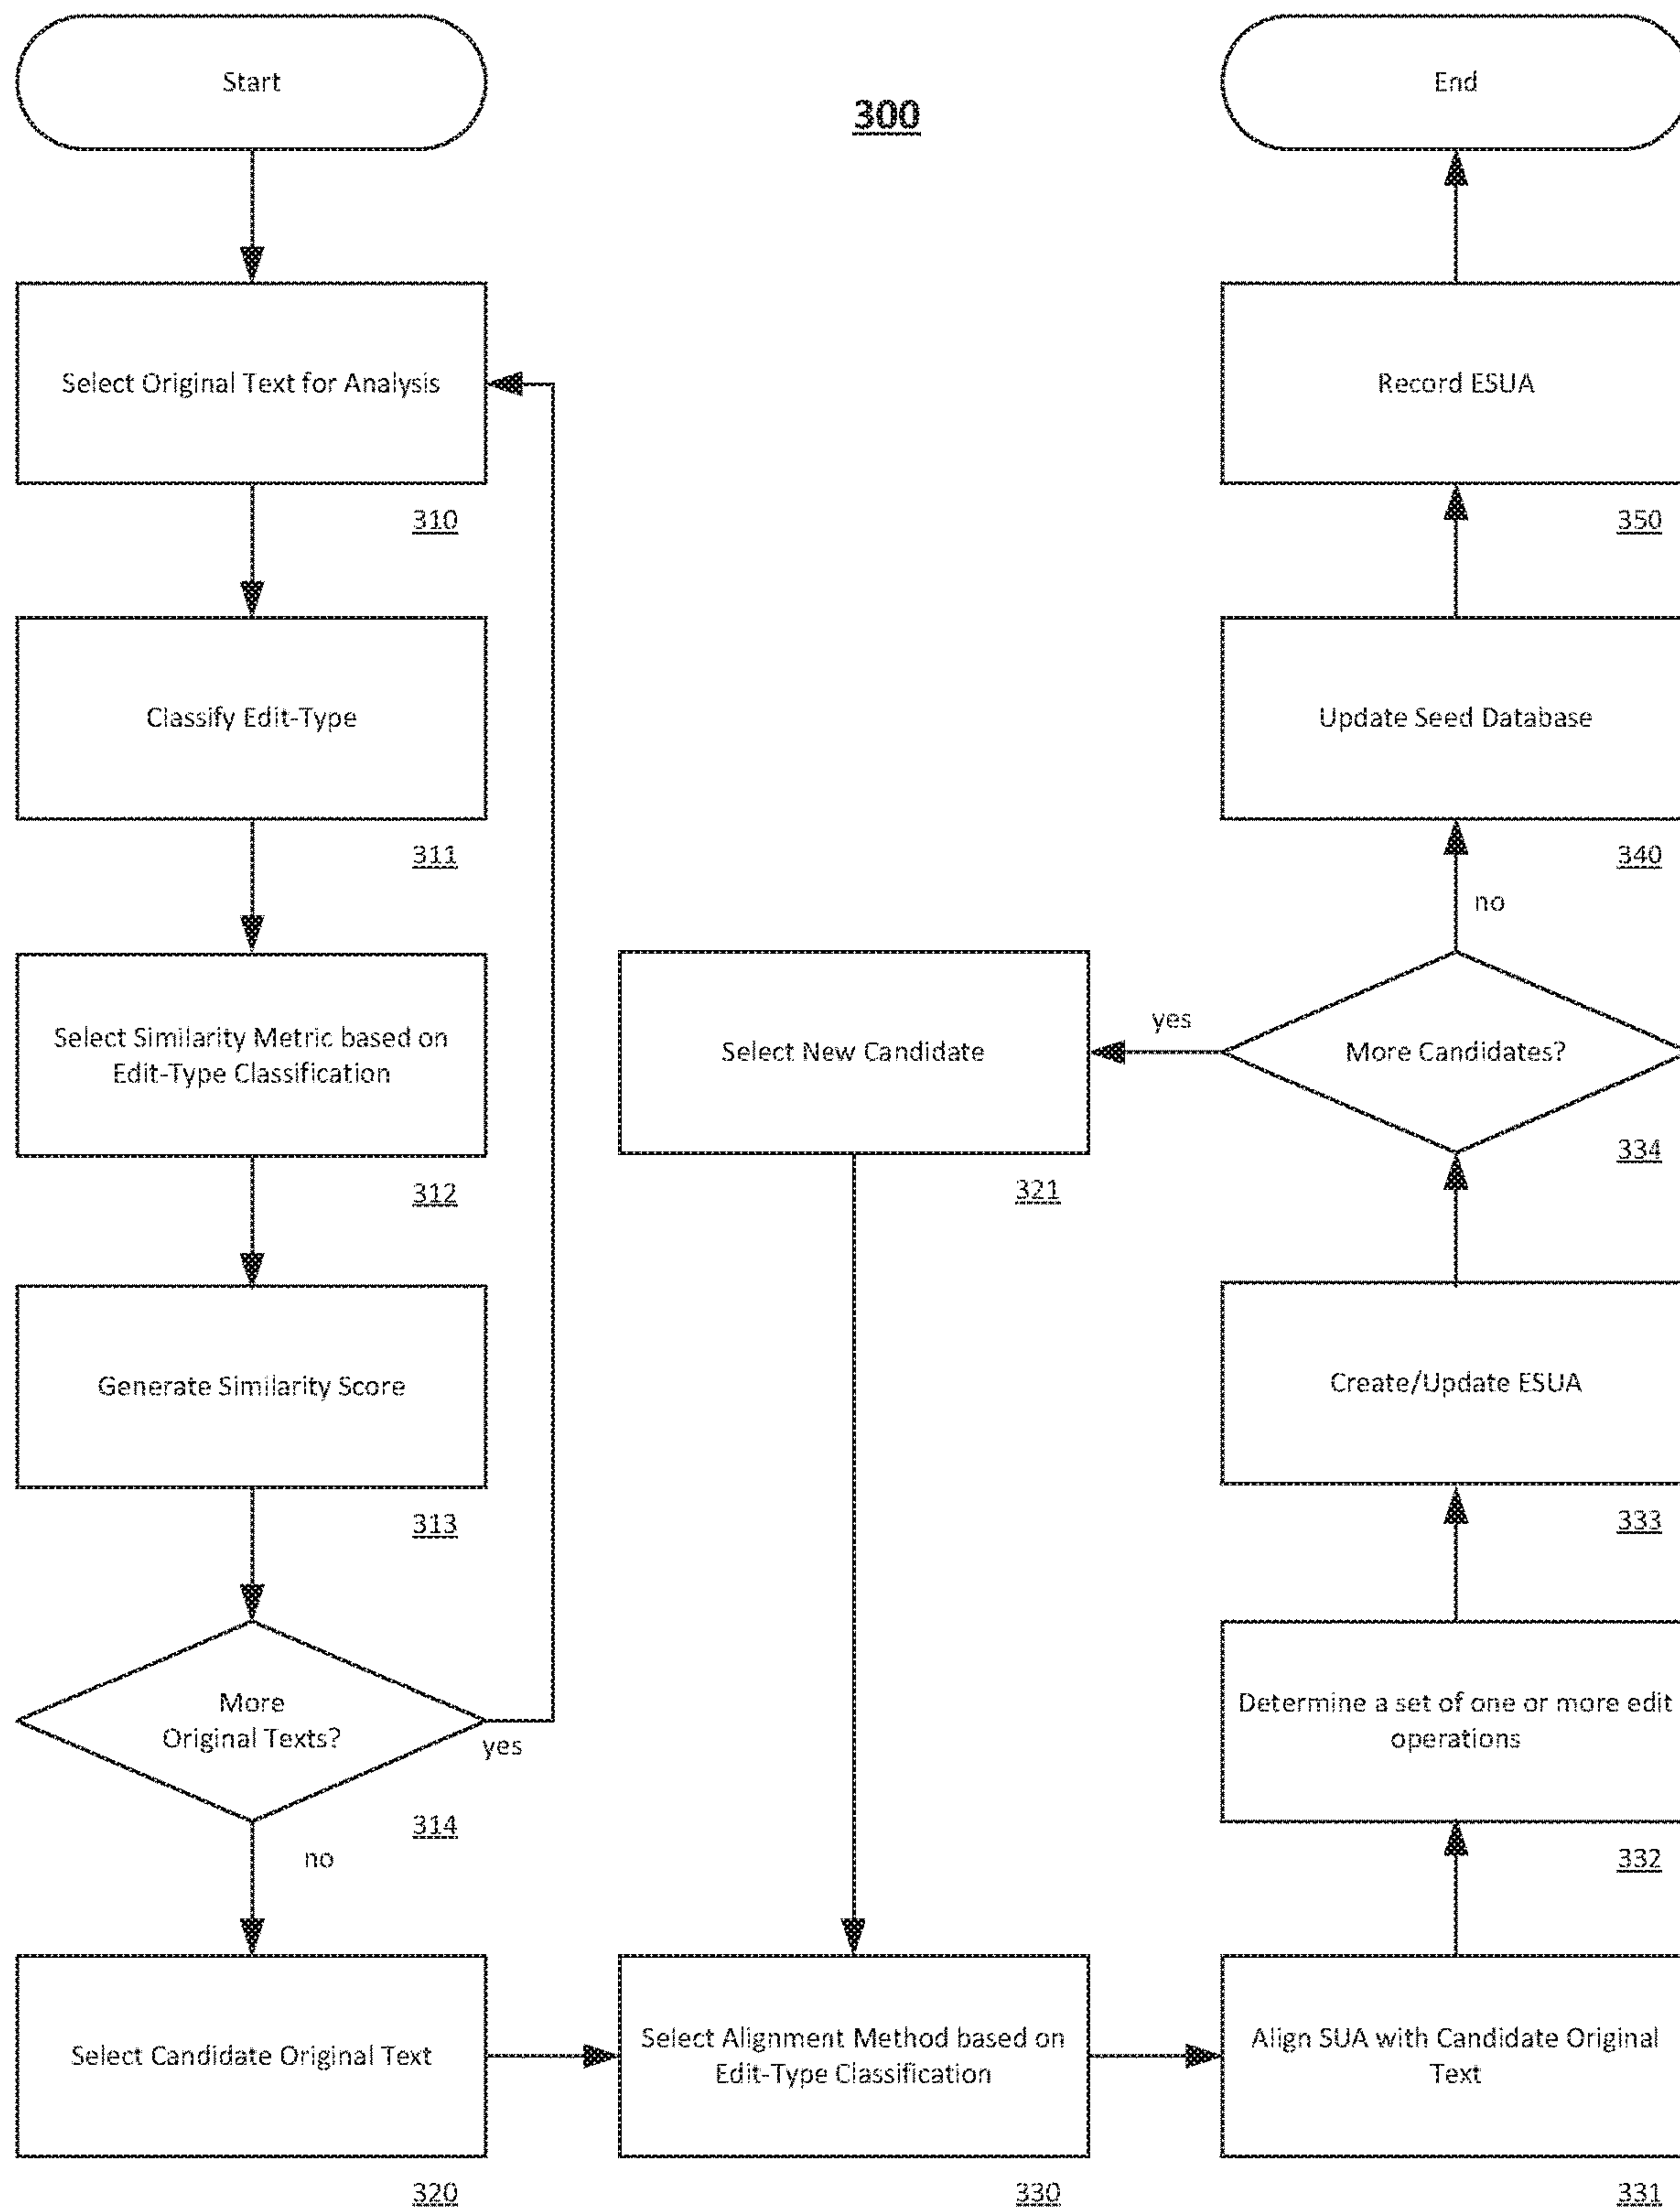 Start
300
End
Select Original Text for Analysis
310
Classify Edit-Type
311
Select Similarity Metric based on
Edit-Type Classification
312
Generate Similarity Score
313
More
Original Texts?
yes
314
no
Select Candidate Original Text
320
Select New Candidate
321
Select Alignment Method based on
Edit-Type Classification
330
Align SUA with Candidate Original
Text
331
Determine a set of one or more edit
operations
332
Create/Update ESUA
333
More Candidates?
yes
334
no
Update Seed Database
340
Record ESUA
350